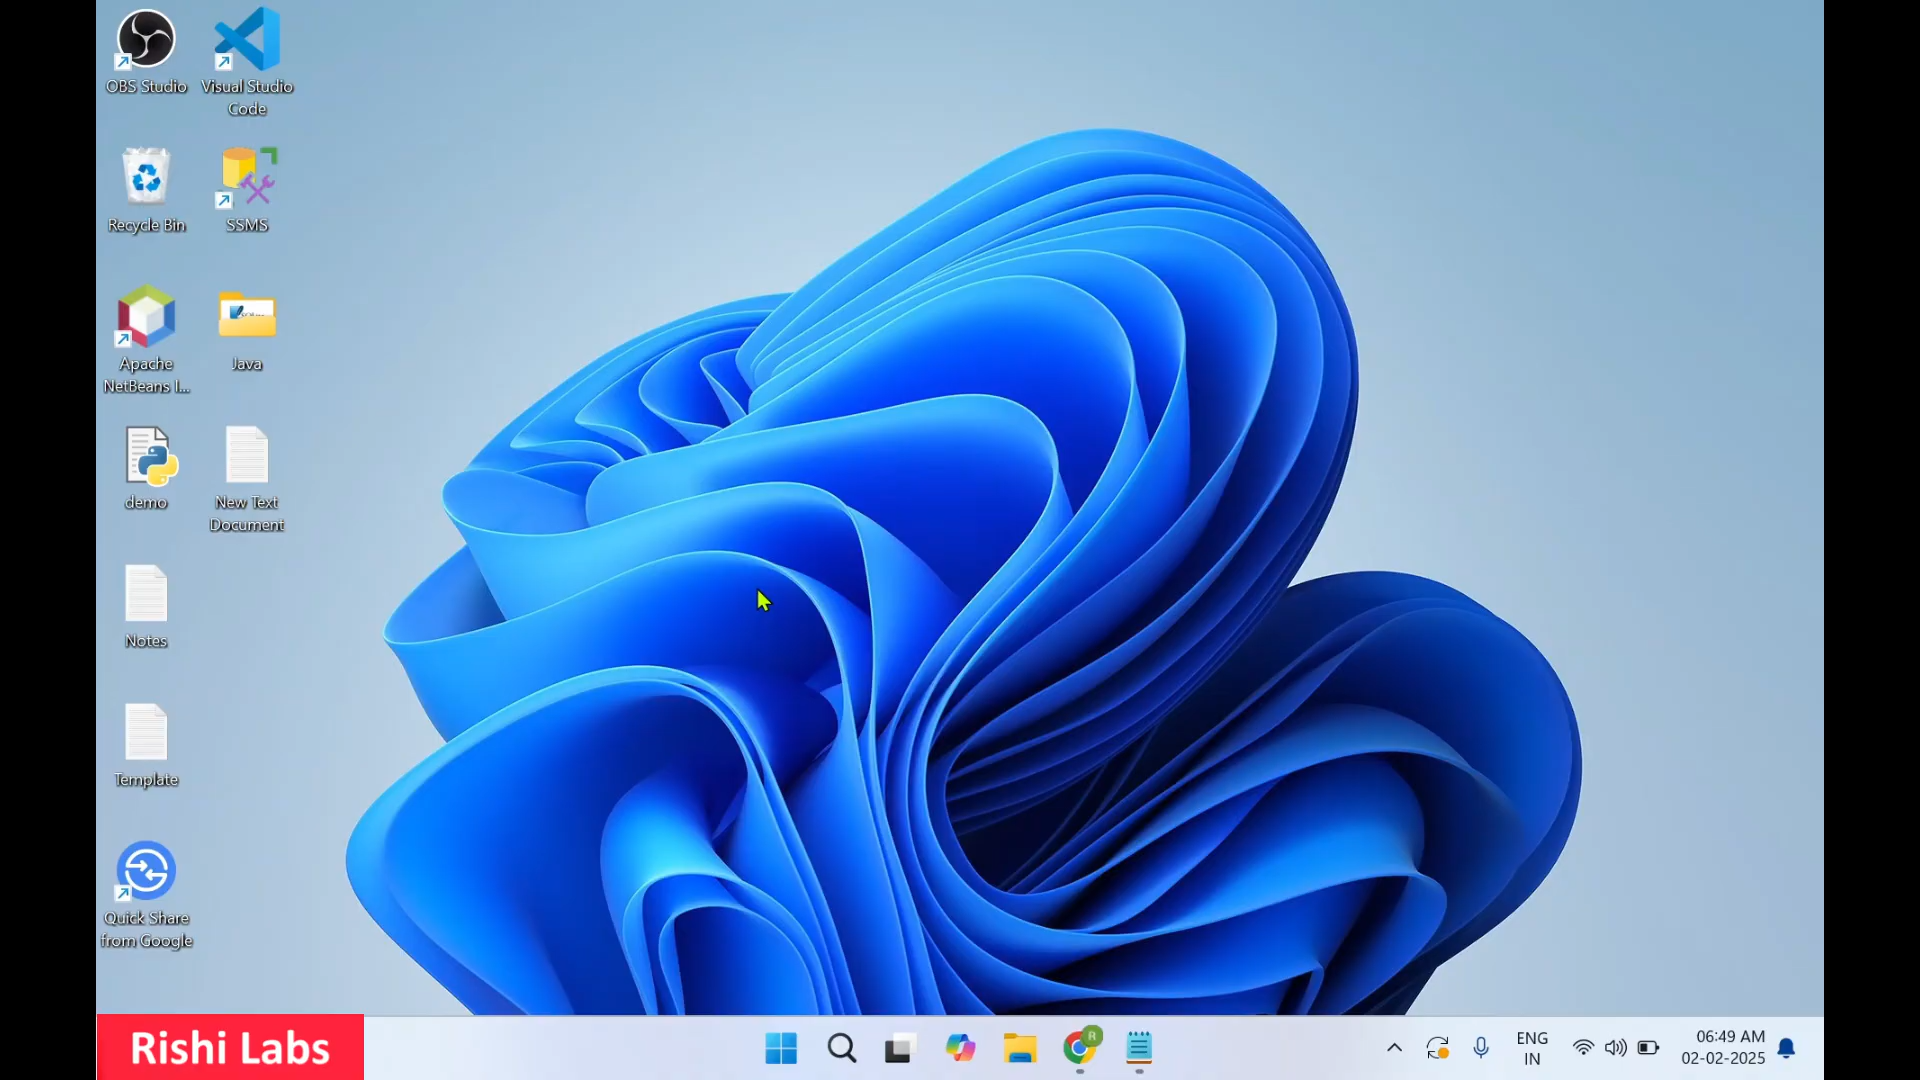 OBS Studio
Visual Studio
Code
Recycle Bin
SSMS
Apache
NetBeans I...
Java
demo
New Text
Document
Notes
Template
Quick Share
from Google
Rishi Labs
R
ENG
IN
06:49 AM
02-02-2025